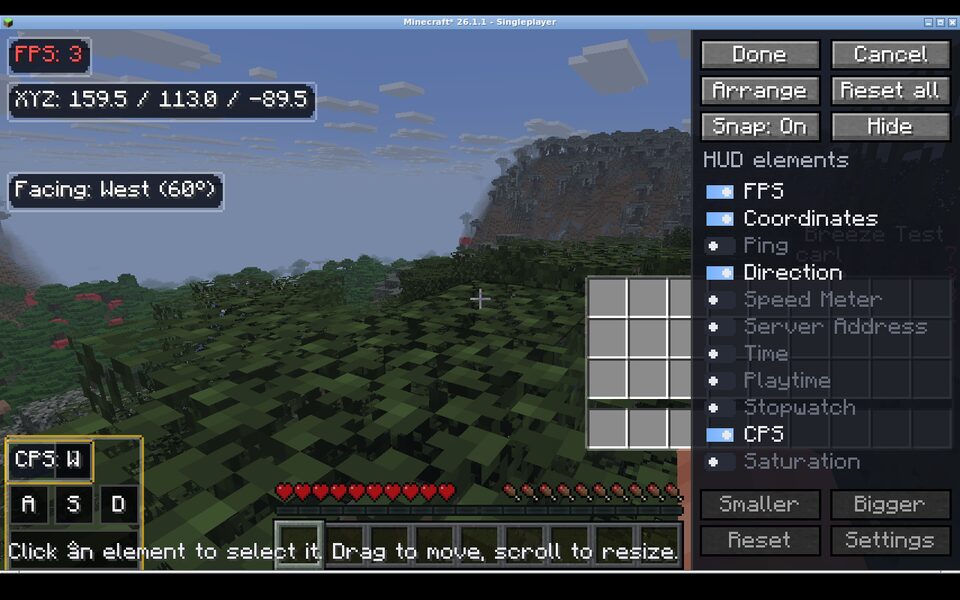 Minecraft* 26.1.1 - Singleplayer
FPS: 3
XYZ: 159.5 / 113.0 / -89.5
Facing: West (60°)
Done
Cancel
Arrange
Reset all
Snap: On
Hide
HUD elements
FPS
Coordinates
Ping
Breeze Test
carl
Direction
Speed Meter
Server Address
Time
Playtime
Stopwatch
CPS
Saturation
CPS: W
A S D
Smaller
Bigger
Reset
Settings
Click an element to select it. Drag to move, scroll to resize.